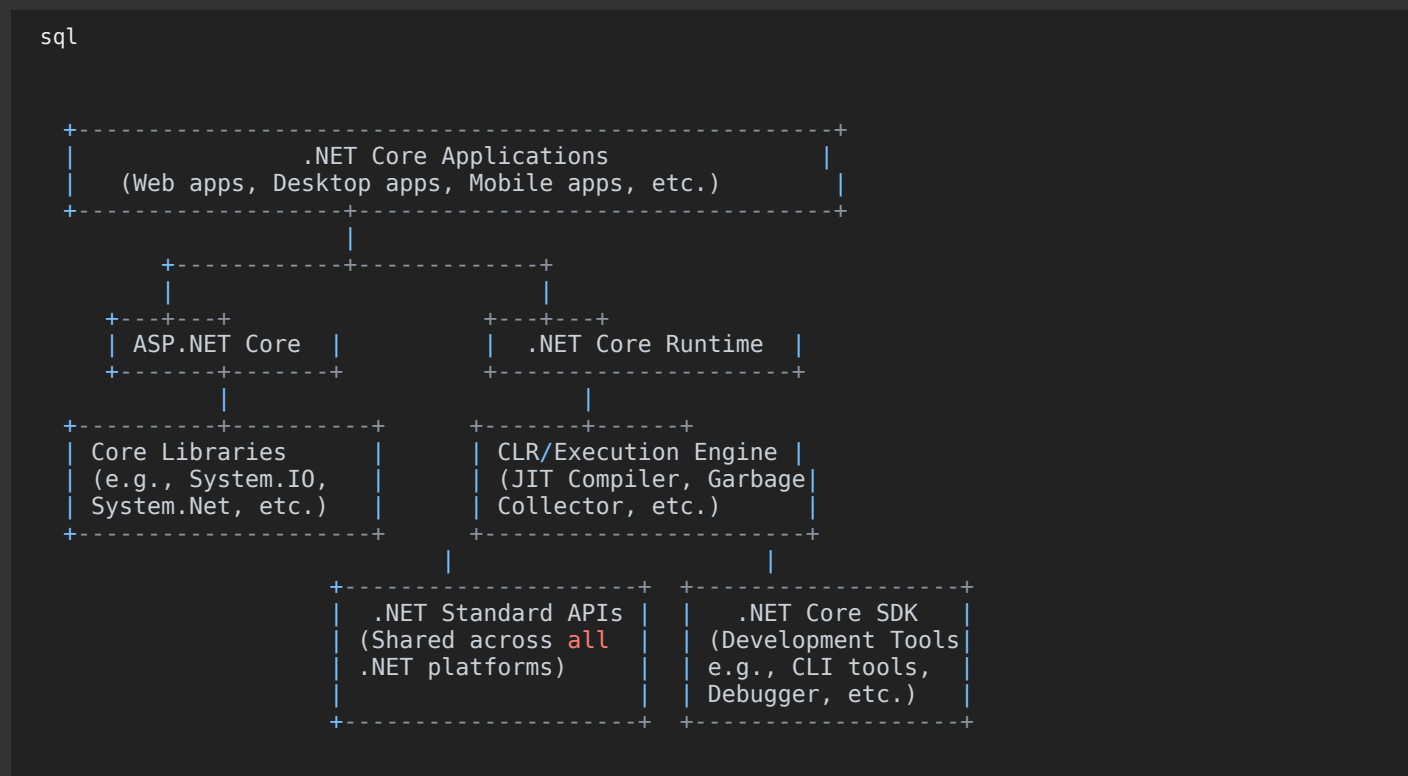 sql
+------------------------------------------------------+
|                .NET Core Applications               |
|   (Web apps, Desktop apps, Mobile apps, etc.)        |
+-------------------+----------------------------------+
                    |
       +------------+-------------+
       |                          |
   +---+---+                  +---+---+
   | ASP.NET Core  |          |  .NET Core Runtime  |
   +-------+-------+          +---------------------+
           |                         |
+----------+----------+      +-------+------+
| Core Libraries      |      | CLR/Execution Engine |
| (e.g., System.IO,   |      | (JIT Compiler, Garbage|
| System.Net, etc.)   |      | Collector, etc.)      |
+---------------------+      +-----------------------+
                           |                      |
                   +---------------------+  +-------------------+
                   |  .NET Standard APIs |  |   .NET Core SDK   |
                   | (Shared across all  |  | (Development Tools|
                   | .NET platforms)     |  | e.g., CLI tools,  |
                   |                     |  | Debugger, etc.)   |
                   +---------------------+  +-------------------+